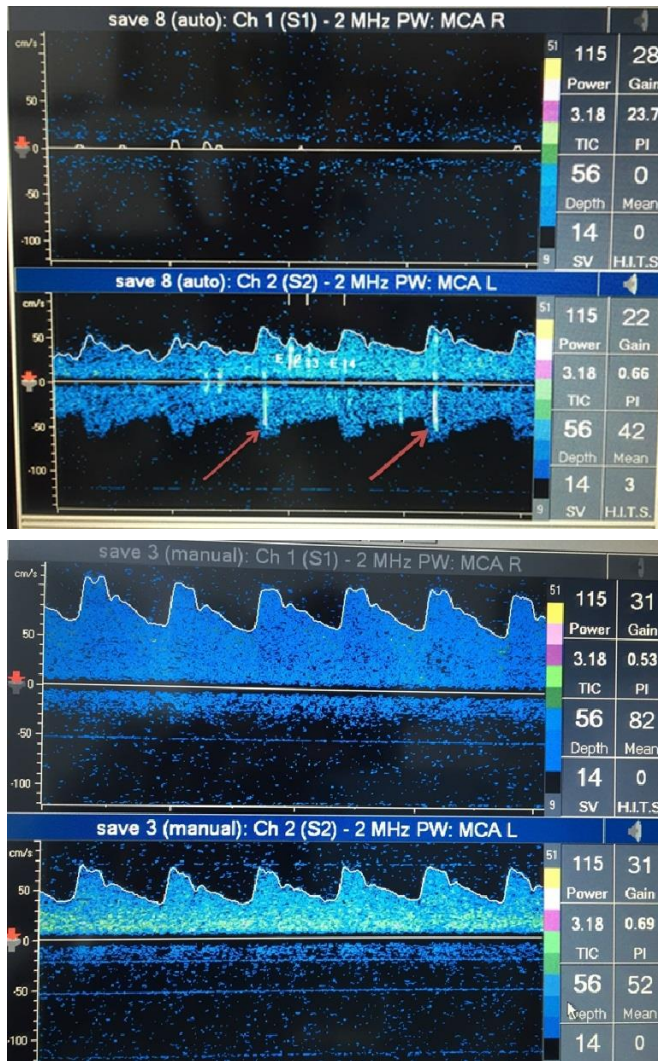 save 8 (auto): Ch 1 (S1) - 2 MHz PW: MCA R
cm/s
50
0
-50
-100
51
9
115 28
Power Gain
3.18 23.7
TIC PI
56 0
Depth Mean
14 0
SV H.I.T.S.
save 8 (auto): Ch 2 (S2) - 2 MHz PW: MCA L
cm/s
50
0
-50
-100
E 14
51
9
115 22
Power Gain
3.18 0.66
TIC PI
56 42
Depth Mean
14 3
SV H.I.T.S.
save 3 (manual): Ch 1 (S1) - 2 MHz PW: MCA R
cm/s
50
0
-50
-100
51
9
115 31
Power Gain
3.18 0.53
TIC PI
56 82
Depth Mean
14 0
SV H.I.T.S.
save 3 (manual): Ch 2 (S2) - 2 MHz PW: MCA L
cm/s
50
0
-50
-100
51
9
115 31
Power Gain
3.18 0.69
TIC PI
56 52
Depth Mean
14 0